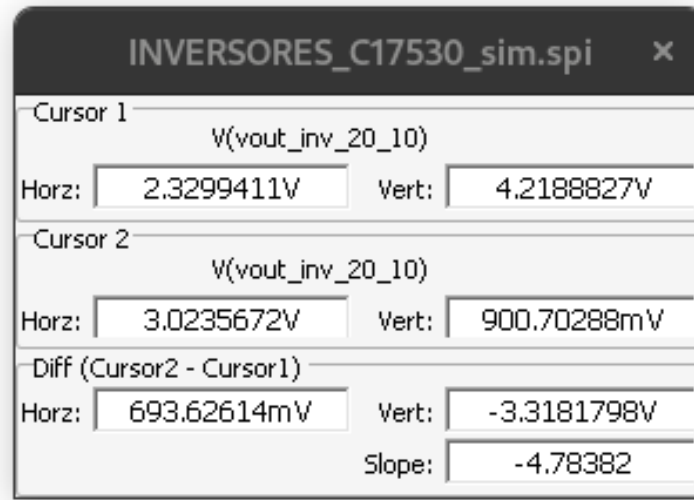 INVERSORES_C17530_sim.spi ×
Cursor 1
V(vout_inv_20_10)
Horz: 2.3299411V Vert: 4.2188827V
Cursor 2
V(vout_inv_20_10)
Horz: 3.0235672V Vert: 900.70288mV
Diff (Cursor2 - Cursor1)
Horz: 693.62614mV Vert: -3.3181798V
Slope: -4.78382